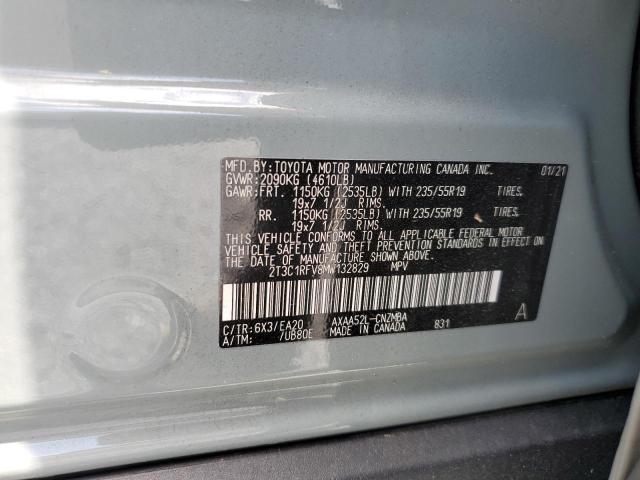 MFD. BY: TOYOTA MOTOR MANUFACTURING CANADA INC. 01/21
GVWR: 2090KG (4610LB)
GAWR: FRT. 1150KG (2535LB) WITH 235/55R19 TIRES.
19x7 1/2J RIMS.
RR. 1150KG (2535LB) WITH 235/55R19 TIRES.
19x7 1/2J RIMS.
THIS VEHICLE CONFORMS TO ALL APPLICABLE FEDERAL MOTOR
VEHICLE SAFETY AND THEFT PREVENTION STANDARDS IN EFFECT ON
THE DATE OF MANUFACTURE SHOWN ABOVE.
2T3C1RFV8MW132829 MPV
C/TR: 6X3/EA20 AXAA52L-CNZMBA A
A/TM: /UB80E MADE IN CANADA 831